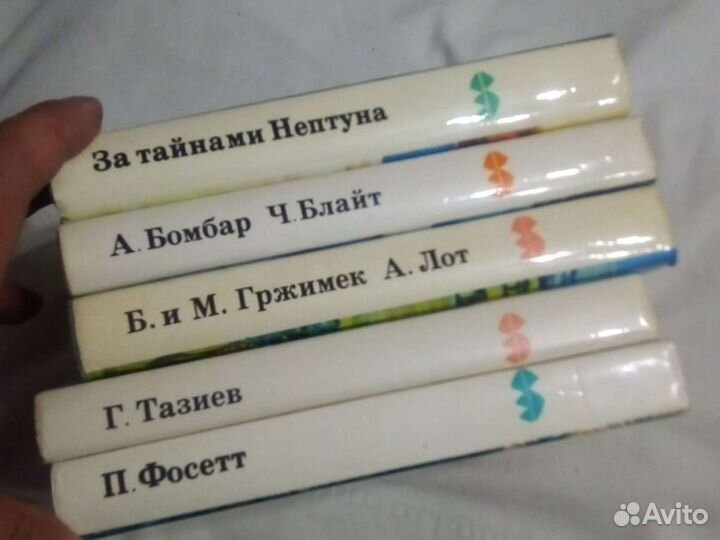 За тайнами Нептуна
А. Бомбар Ч. Блайт
Б. и М. Гржимек А. Лот
Г. Тазиев
П. Фосетт
Avito